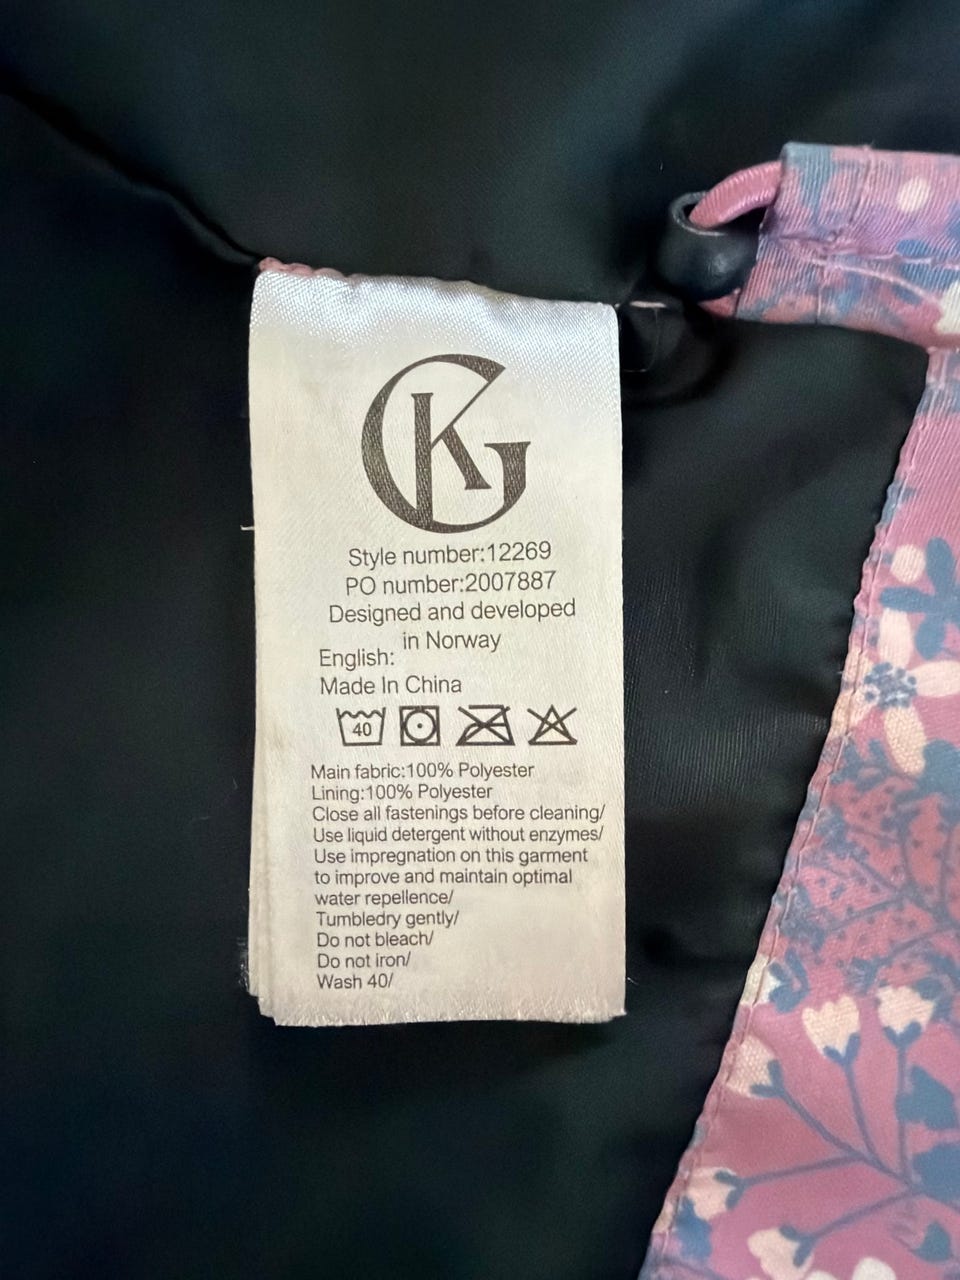 GK
Style number:12269
PO number:2007887
Designed and developed
in Norway
English:
Made In China
40
Main fabric:100% Polyester
Lining:100% Polyester
Close all fastenings before cleaning/
Use liquid detergent without enzymes/
Use impregnation on this garment
to improve and maintain optimal
water repellence/
Tumbledry gently/
Do not bleach/
Do not iron/
Wash 40/